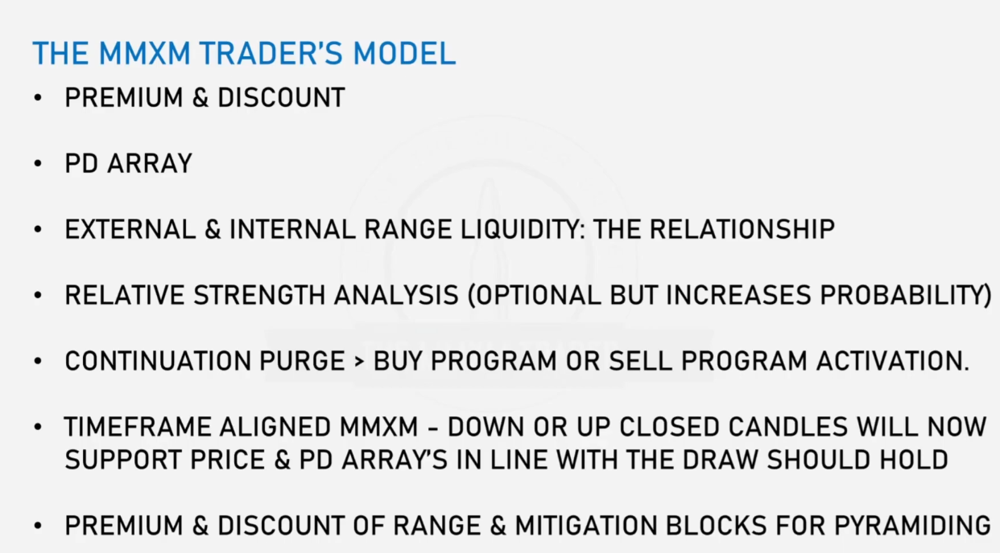 THE MMXM TRADER'S MODEL
• PREMIUM & DISCOUNT
• PD ARRAY
• EXTERNAL & INTERNAL RANGE LIQUIDITY: THE RELATIONSHIP
• RELATIVE STRENGTH ANALYSIS (OPTIONAL BUT INCREASES PROBABILITY)
• CONTINUATION PURGE > BUY PROGRAM OR SELL PROGRAM ACTIVATION.
• TIMEFRAME ALIGNED MMXM - DOWN OR UP CLOSED CANDLES WILL NOW
SUPPORT PRICE & PD ARRAY'S IN LINE WITH THE DRAW SHOULD HOLD
• PREMIUM & DISCOUNT OF RANGE & MITIGATION BLOCKS FOR PYRAMIDING